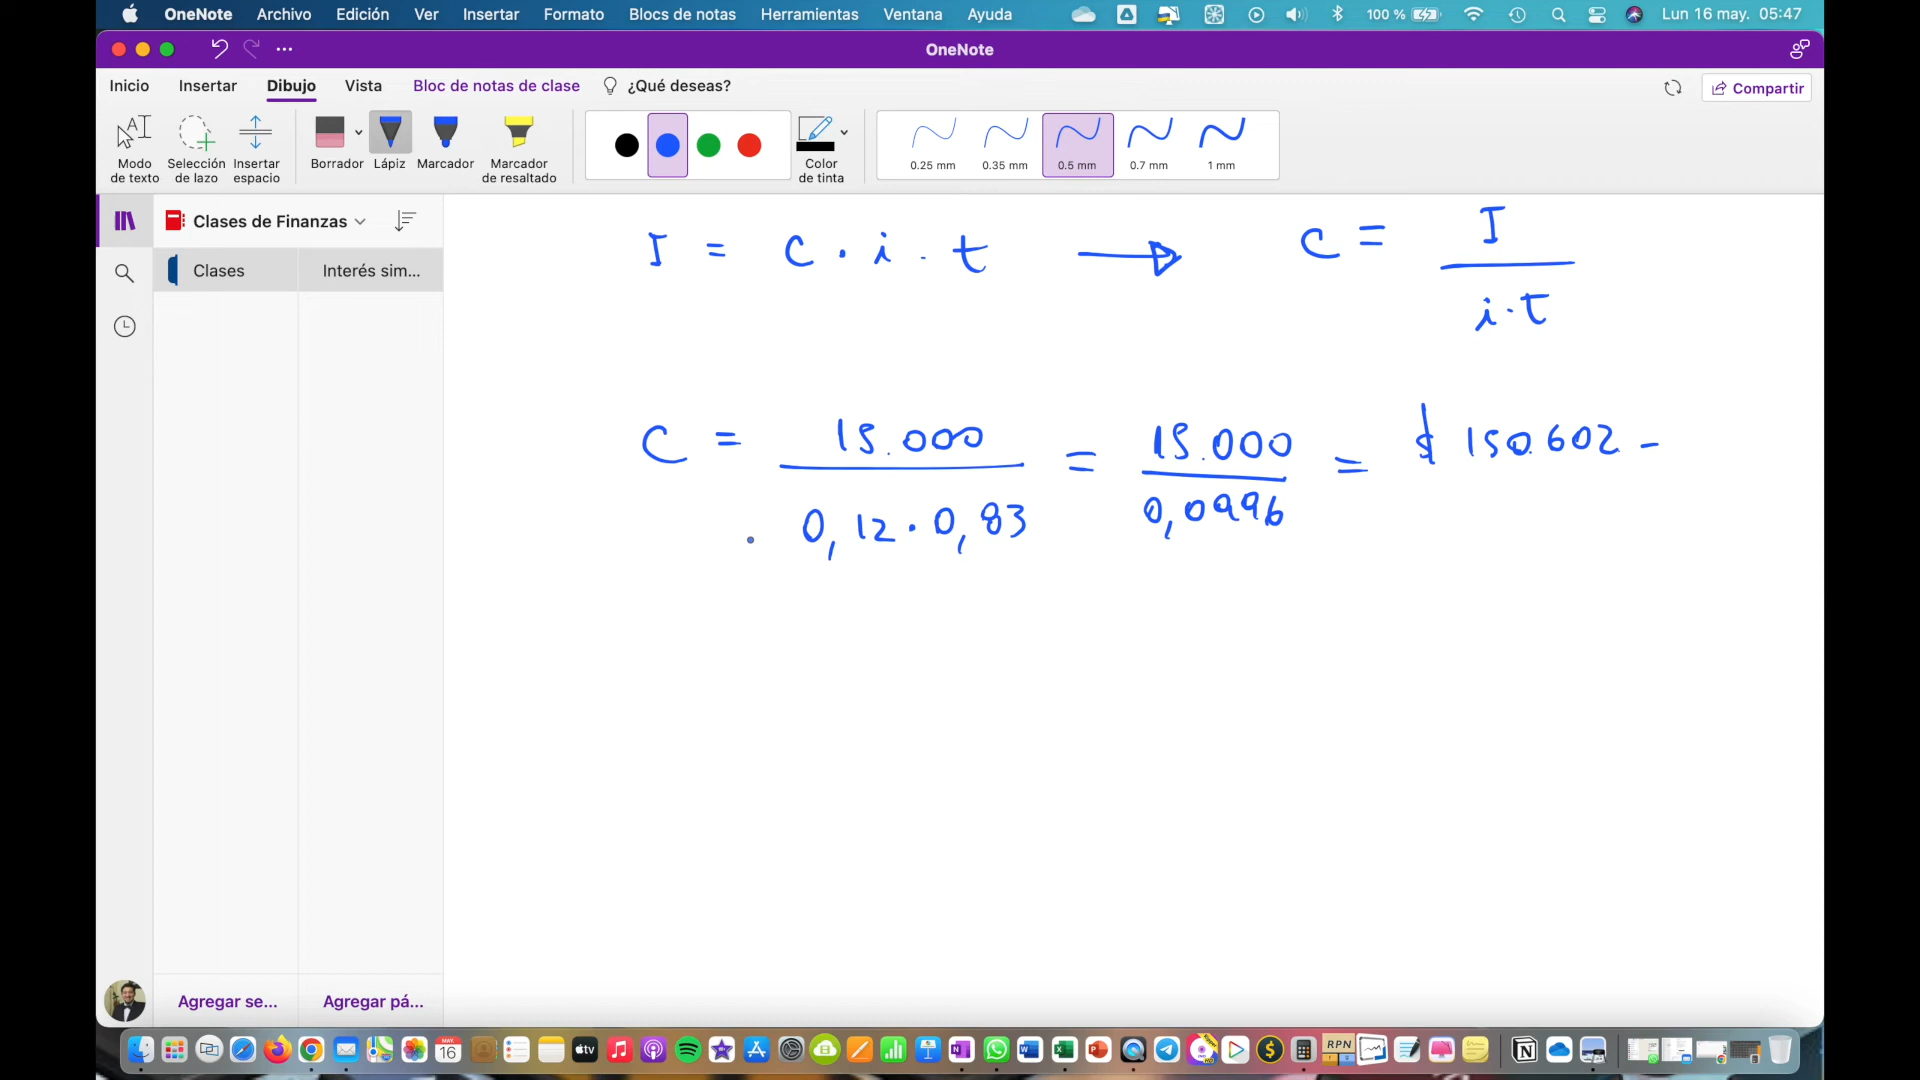 OneNote Archivo Edición Ver Insertar Formato Blocs de notas Herramientas Ventana Ayuda 100 % Lun 16 may. 05:47
OneNote
Inicio Insertar Dibujo Vista Bloc de notas de clase ¿Qué deseas? Compartir
Modo de texto
Selección de lazo
Insertar espacio
Borrador
Lápiz
Marcador
Marcador de resaltado
Color de tinta
0.25 mm 0.35 mm 0.5 mm 0.7 mm 1 mm
Clases de Finanzas
Clases Interés sim...
I = C · i · t → C = I / i·t
C = 15.000 / 0,12 · 0,83 = 15.000 / 0,0996 = $ 150.602 -
Agregar se... Agregar pá...
MAY. 16
tv
RPN